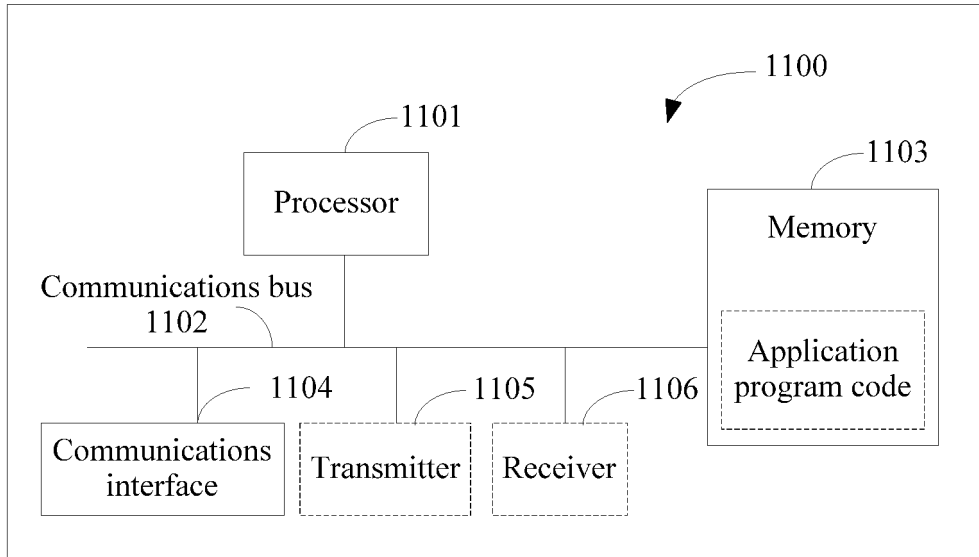 1100
1101
1103
Processor
Memory
Communications bus
1102
Application
program code
1104
1105
1106
Communications
interface
Transmitter
Receiver